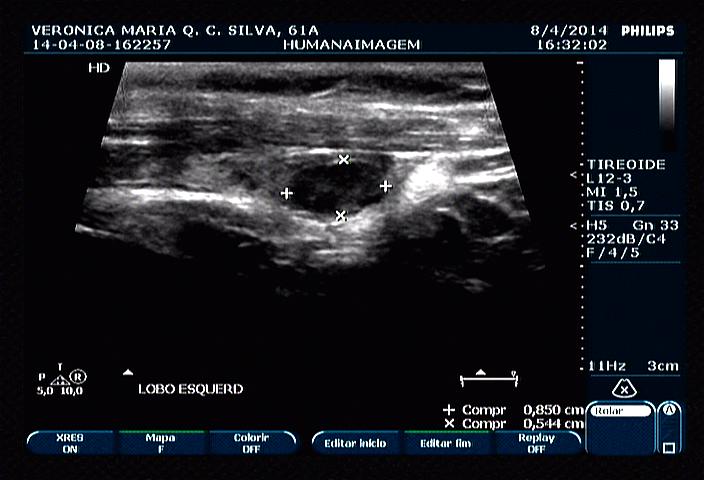 VERONICA MARIA Q. C. SILVA, 61A
8/4/2014 PHILIPS
14-04-08-162257 HUMANAIMAGEM 16:32:02
HD
TIREOIDE
L12-3
MI 1,5
TIS 0,7
H5 Gn 33
232dB/C4
F/4/5
11Hz 3cm
P T R
5,0 10,0
LOBO ESQUERD
+ Compr 0,850 cm
× Compr 0,544 cm
Rolar
XRES ON
Mapa F
Colorir OFF
Editar início
Editar fim
Replay OFF